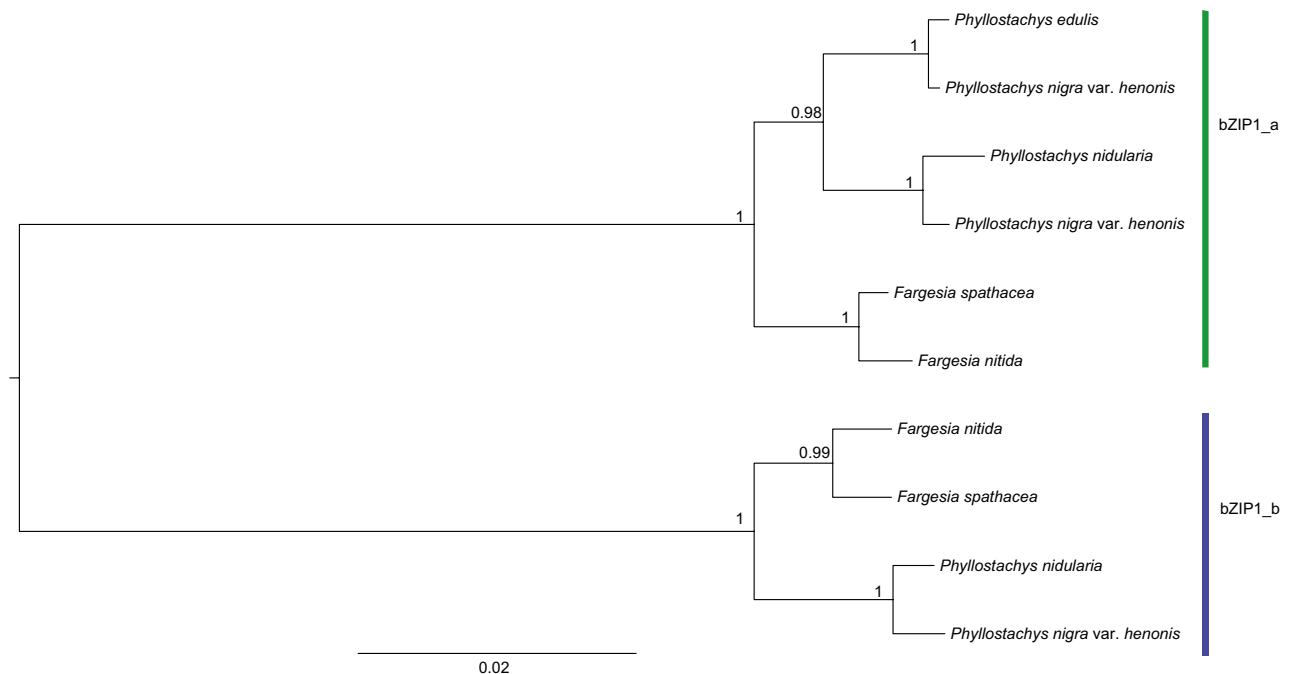 Phyllostachys edulis
1
Phyllostachys nigra var. henonis
0.98
bZIP1_a
Phyllostachys nidularia
1
Phyllostachys nigra var. henonis
1
Fargesia spathacea
1
Fargesia nitida
Fargesia nitida
0.99
Fargesia spathacea
bZIP1_b
1
Phyllostachys nidularia
1
Phyllostachys nigra var. henonis
0.02